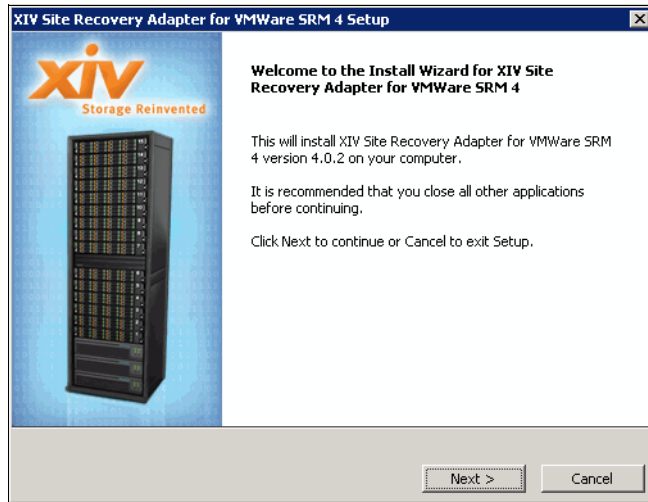 XIV Site Recovery Adapter for VMWare SRM 4 Setup
XIV
Storage Reinvented
Welcome to the Install Wizard for XIV Site
Recovery Adapter for VMWare SRM 4
This will install XIV Site Recovery Adapter for VMWare SRM
4 version 4.0.2 on your computer.
It is recommended that you close all other applications
before continuing.
Click Next to continue or Cancel to exit Setup.
Next >
Cancel